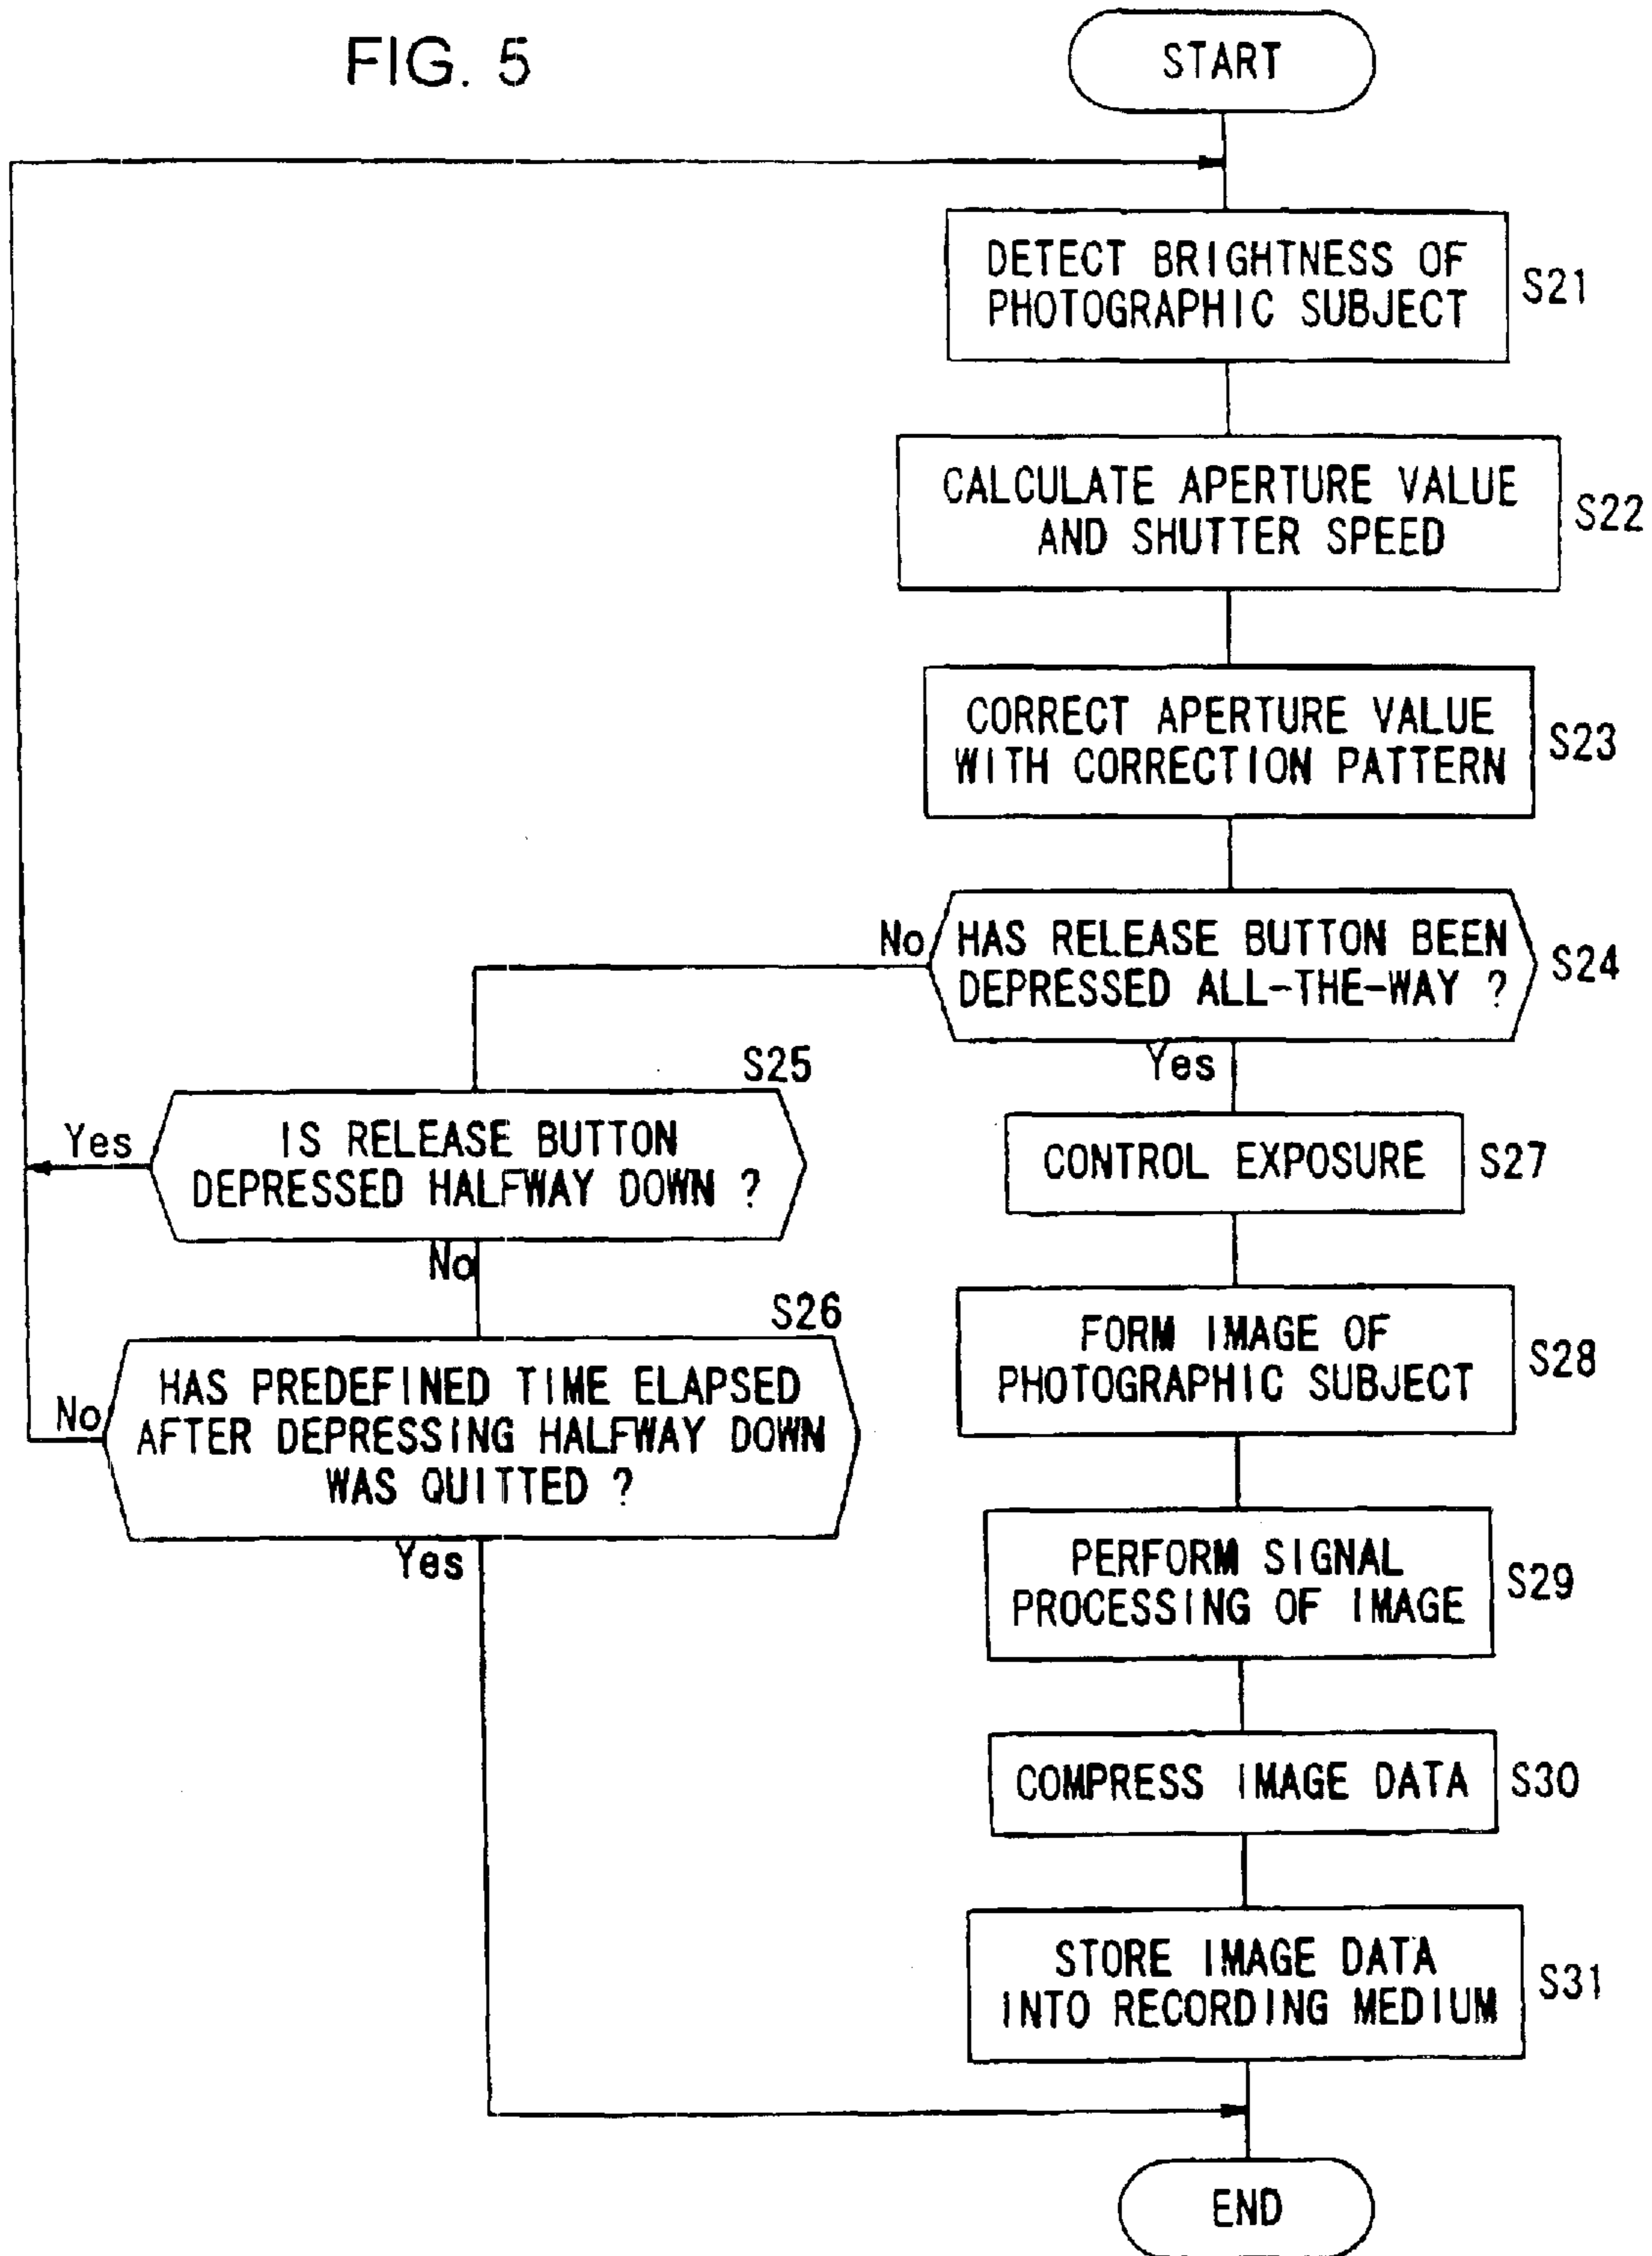 FIG. 5
START
DETECT BRIGHTNESS OF
PHOTOGRAPHIC SUBJECT
S21
CALCULATE APERTURE VALUE
AND SHUTTER SPEED
S22
CORRECT APERTURE VALUE
WITH CORRECTION PATTERN
S23
No
HAS RELEASE BUTTON BEEN
DEPRESSED ALL-THE-WAY ?
S24
Yes
S25
Yes
IS RELEASE BUTTON
DEPRESSED HALFWAY DOWN ?
No
S26
No
HAS PREDEFINED TIME ELAPSED
AFTER DEPRESSING HALFWAY DOWN
WAS QUITTED ?
Yes
CONTROL EXPOSURE
S27
FORM IMAGE OF
PHOTOGRAPHIC SUBJECT
S28
PERFORM SIGNAL
PROCESSING OF IMAGE
S29
COMPRESS IMAGE DATA
S30
STORE IMAGE DATA
INTO RECORDING MEDIUM
S31
END